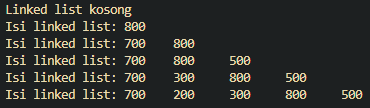 Linked list kosong
Isi linked list: 800
Isi linked list: 700 800
Isi linked list: 700 800 500
Isi linked list: 700 300 800 500
Isi linked list: 700 200 300 800 500